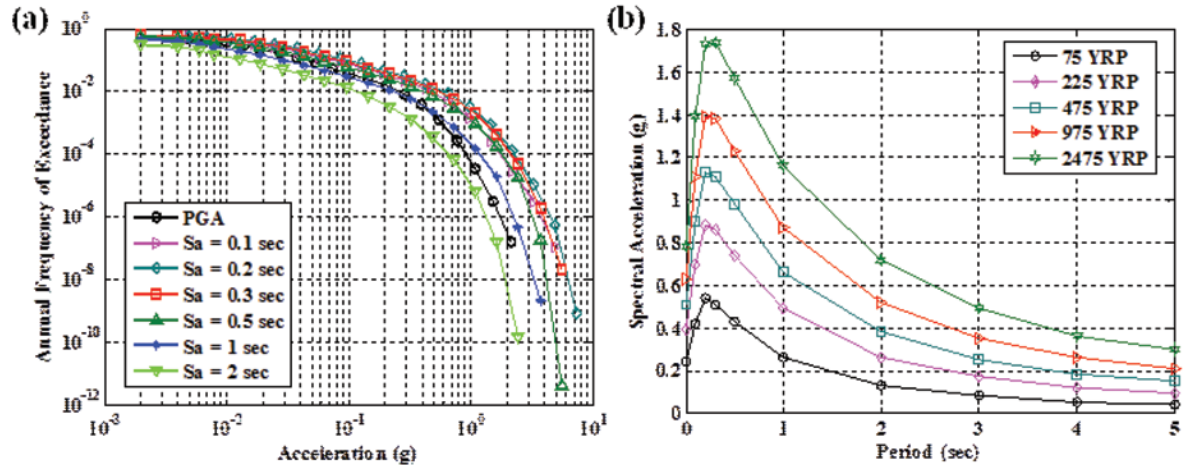 (a)
Annual Frequency of Exceedance
10^0
10^-2
10^-4
10^-6
10^-8
10^-10
10^-12
PGA
Sa = 0.1 sec
Sa = 0.2 sec
Sa = 0.3 sec
Sa = 0.5 sec
Sa = 1 sec
Sa = 2 sec
10^-3 10^-2 10^-1 10^0 10^1
Acceleration (g)
(b)
Spectral Acceleration (g)
1.8
1.6
1.4
1.2
1
0.8
0.6
0.4
0.2
0
75 YRP
225 YRP
475 YRP
975 YRP
2475 YRP
0 1 2 3 4 5
Period (sec)